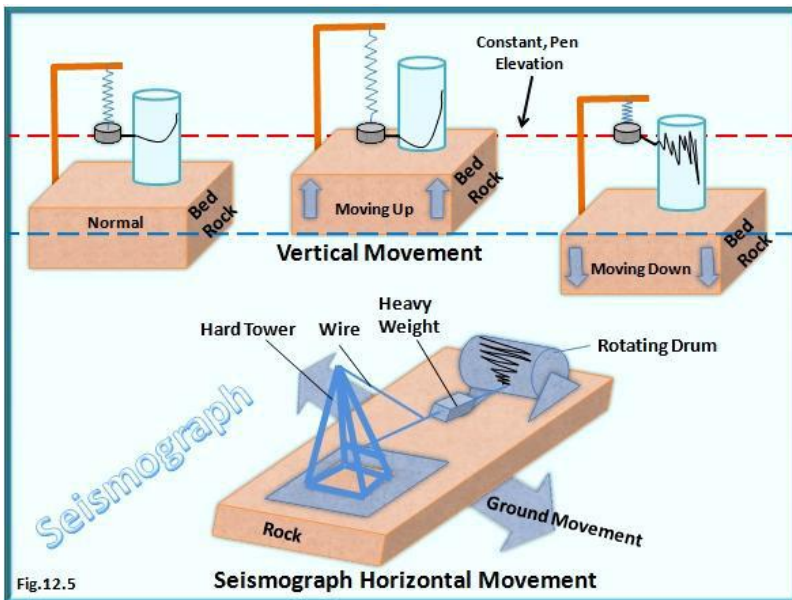 Constant, Pen
Elevation
Normal
Bed
Rock
Moving Up
Bed
Rock
Moving Down
Bed
Rock
Vertical Movement
Hard Tower
Wire
Heavy
Weight
Rotating Drum
Seismograph
Ground Movement
Rock
Fig.12.5
Seismograph Horizontal Movement